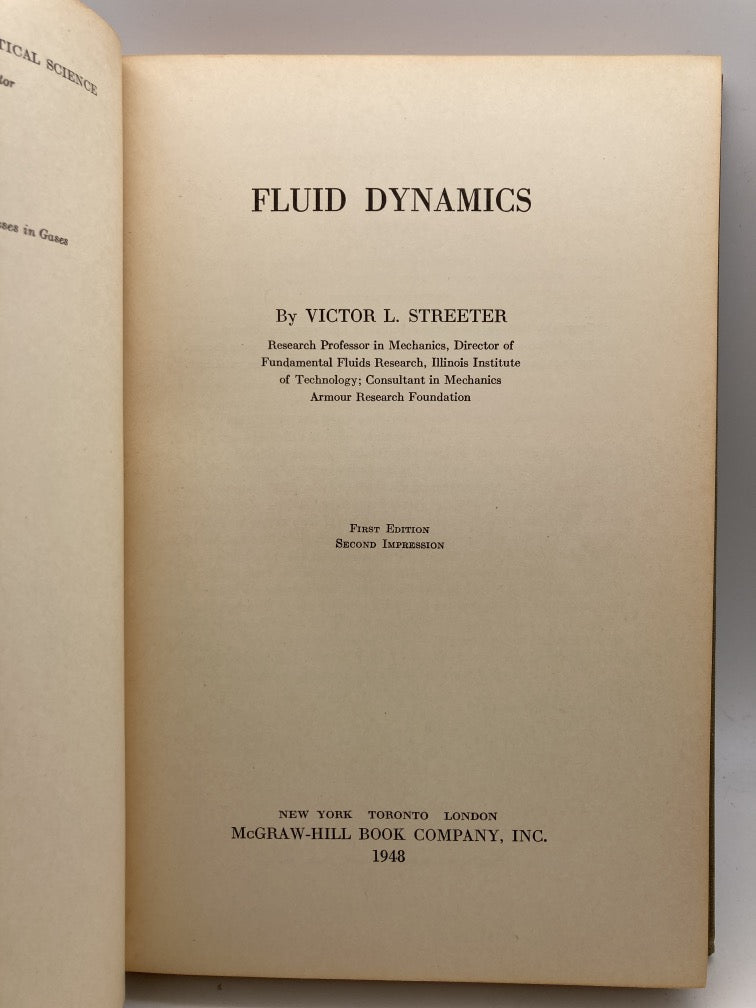 TICAL SCIENCE
tor
ses in Gases
FLUID DYNAMICS
By VICTOR L. STREETER
Research Professor in Mechanics, Director of
Fundamental Fluids Research, Illinois Institute
of Technology; Consultant in Mechanics
Armour Research Foundation
FIRST EDITION
SECOND IMPRESSION
NEW YORK TORONTO LONDON
McGRAW-HILL BOOK COMPANY, INC.
1948